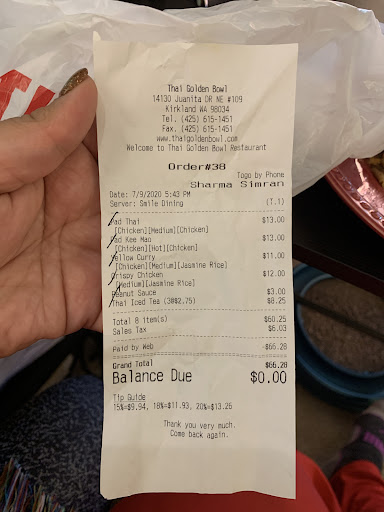 Thai Golden Bowl
14130 Juanita DR NE #109
Kirkland WA 98034
Tel. (425) 615-1451
Fax. (425) 615-1451
www.thaigoldenbowl.com
Welcome to Thai Golden Bowl Restaurant
Order#38
Togo by Phone
Sharma Simran
Date: 7/9/2020 5:43 PM
Server: Smile Dining (T.1)
Pad Thai $13.00
[Chicken][Medium][Chicken]
Pad Kee Mao $13.00
[Chicken][Hot][Chicken]
Yellow Curry $11.00
[Chicken][Medium][Jasmine Rice]
Crispy Chicken $12.00
[Medium][Jasmine Rice]
Peanut Sauce $3.00
Thai Iced Tea (3@$2.75) $8.25
Total 8 item(s) $60.25
Sales Tax $6.03
Paid by Web -$66.28
Grand Total $66.28
Balance Due $0.00
Tip Guide
15%=$9.94, 18%=$11.93, 20%=$13.26
Thank you very much.
Come back again.